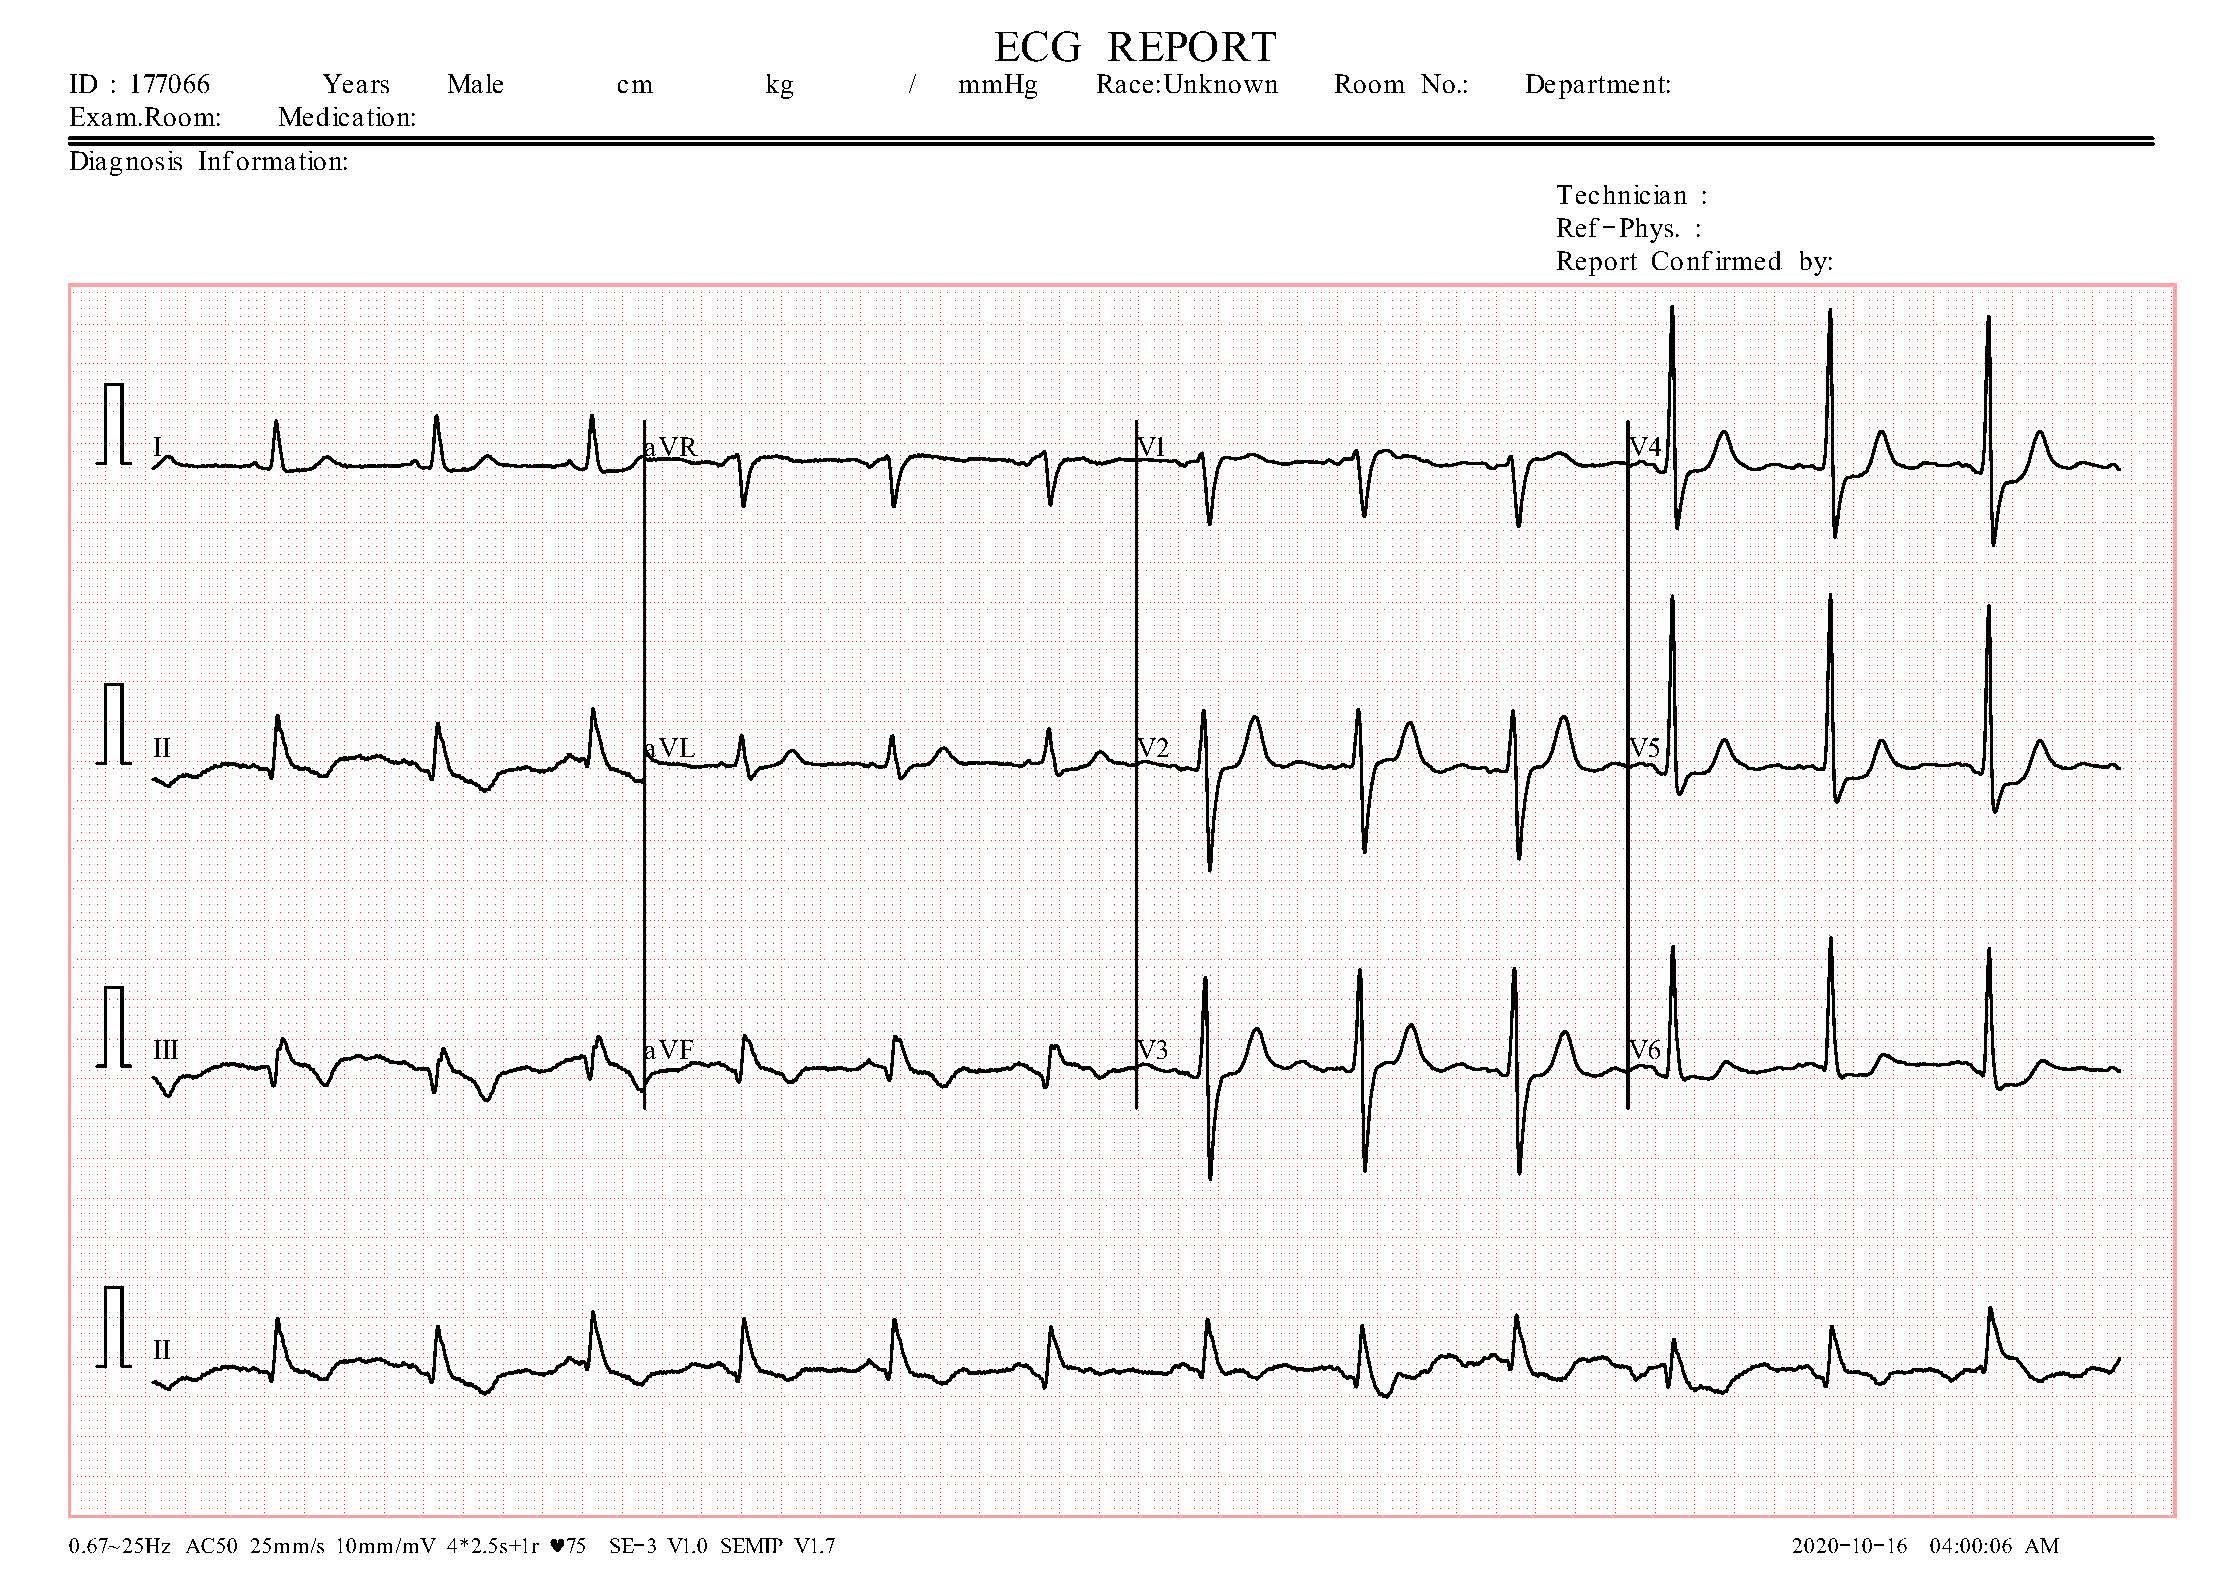 ECG REPORT
ID : 177066 Years Male cm kg / mmHg Race:Unknown Room No.: Department:
Exam.Room: Medication:
Diagnosis Information:
Technician :
Ref-Phys. :
Report Confirmed by:
I aVR V1 V4
II aVL V2 V5
III aVF V3 V6
II
0.67~25Hz AC50 25mm/s 10mm/mV 4*2.5s+1r ♥75 SE-3 V1.0 SEMIP V1.7 2020-10-16 04:00:06 AM